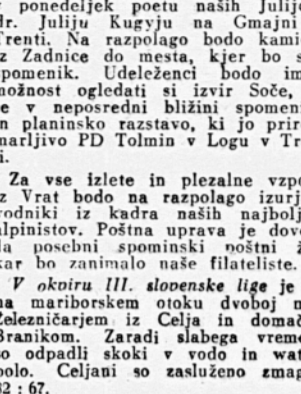 ponedeljek poetu naših Julijc
dr. Juliju Kugyju na Gmajni
Trenti. Na razpolago bodo kami
z Zadnice do mesta, kjer bo s
pomenik. Udeleženci bodo im
možnost ogledati si izvir Soče,
e v neposredni bližini spomen
n planinsko razstavo, ki jo prir
marljivo PD Tolmin v Logu v Tr
i.
Za vse izlete in plezalne vzpo
z Vrat bodo na razpolago izurj
vodniki iz kadra naših najbolj
alpinistov. Poštna uprava je dov
la posebni spominski poštni ž
kar bo zanimalo naše filateliste.
V okviru III. slovenske lige je
na mariborskem otoku dvoboj m
Železničarjem iz Celja in domač
Branikom. Zaradi slabega vreme
so odpadli skoki v vodo in wat
polo. Celjani so zasluženo zmag
82 : 67.